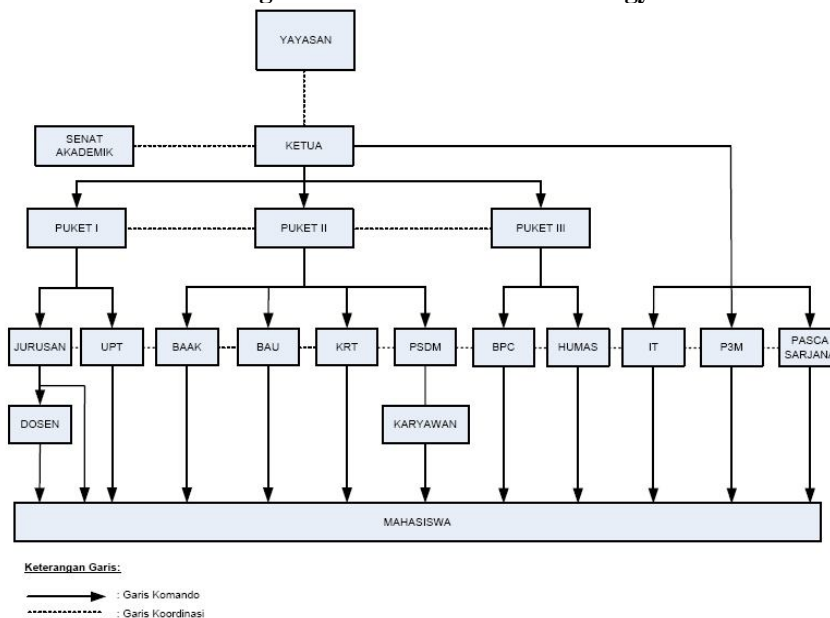 YAYASAN
SENAT
AKADEMIK
KETUA
PUKET I
PUKET II
PUKET III
JURUSAN
UPT
BAAK
BAU
KRT
PSDM
BPC
HUMAS
IT
P3M
PASCA
SARJANA
DOSEN
KARYAWAN
MAHASISWA
Keterangan Garis:
: Garis Komando
: Garis Koordinasi